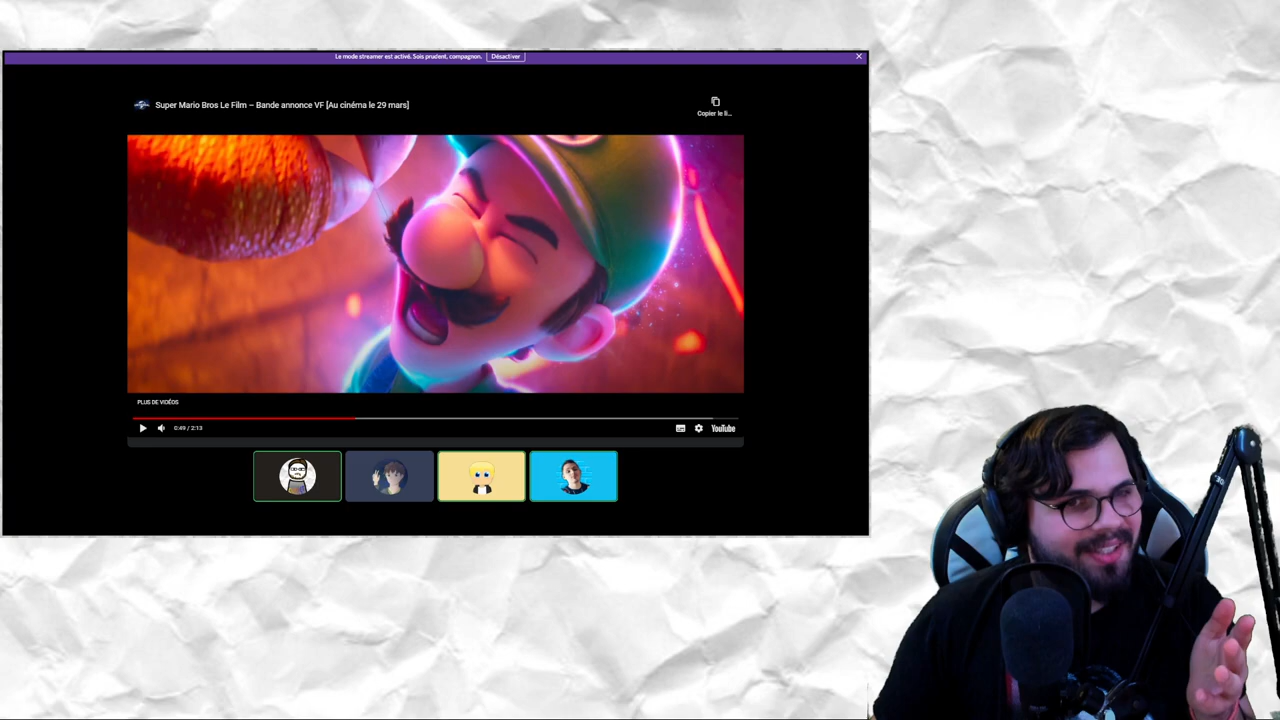 Le mode streamer est activé. Sois prudent, compagnon. Désactiver
Super Mario Bros Le Film – Bande annonce VF [Au cinéma le 29 mars]
Copier le li...
PLUS DE VIDÉOS
0:49 / 2:13
YouTube